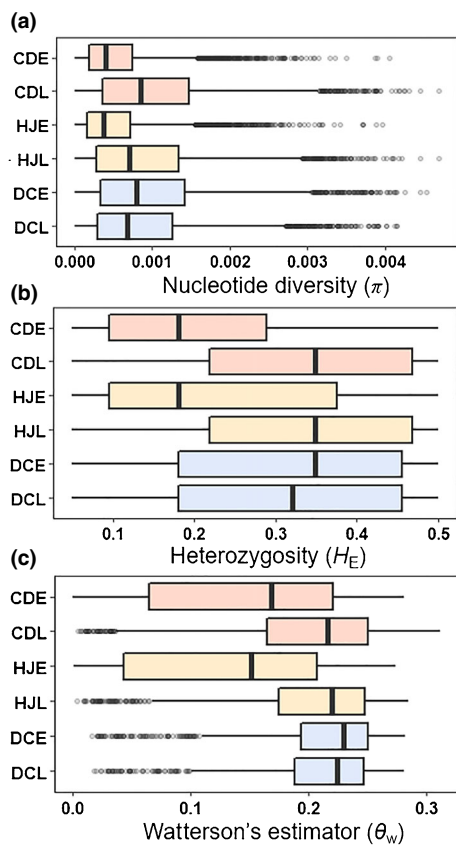 (a)
CDE
CDL
HJE
HJL
DCE
DCL
0.000 0.001 0.002 0.003 0.004
Nucleotide diversity (π)
(b)
CDE
CDL
HJE
HJL
DCE
DCL
0.1 0.2 0.3 0.4 0.5
Heterozygosity (HE)
(c)
CDE
CDL
HJE
HJL
DCE
DCL
0.0 0.1 0.2 0.3
Watterson's estimator (θw)